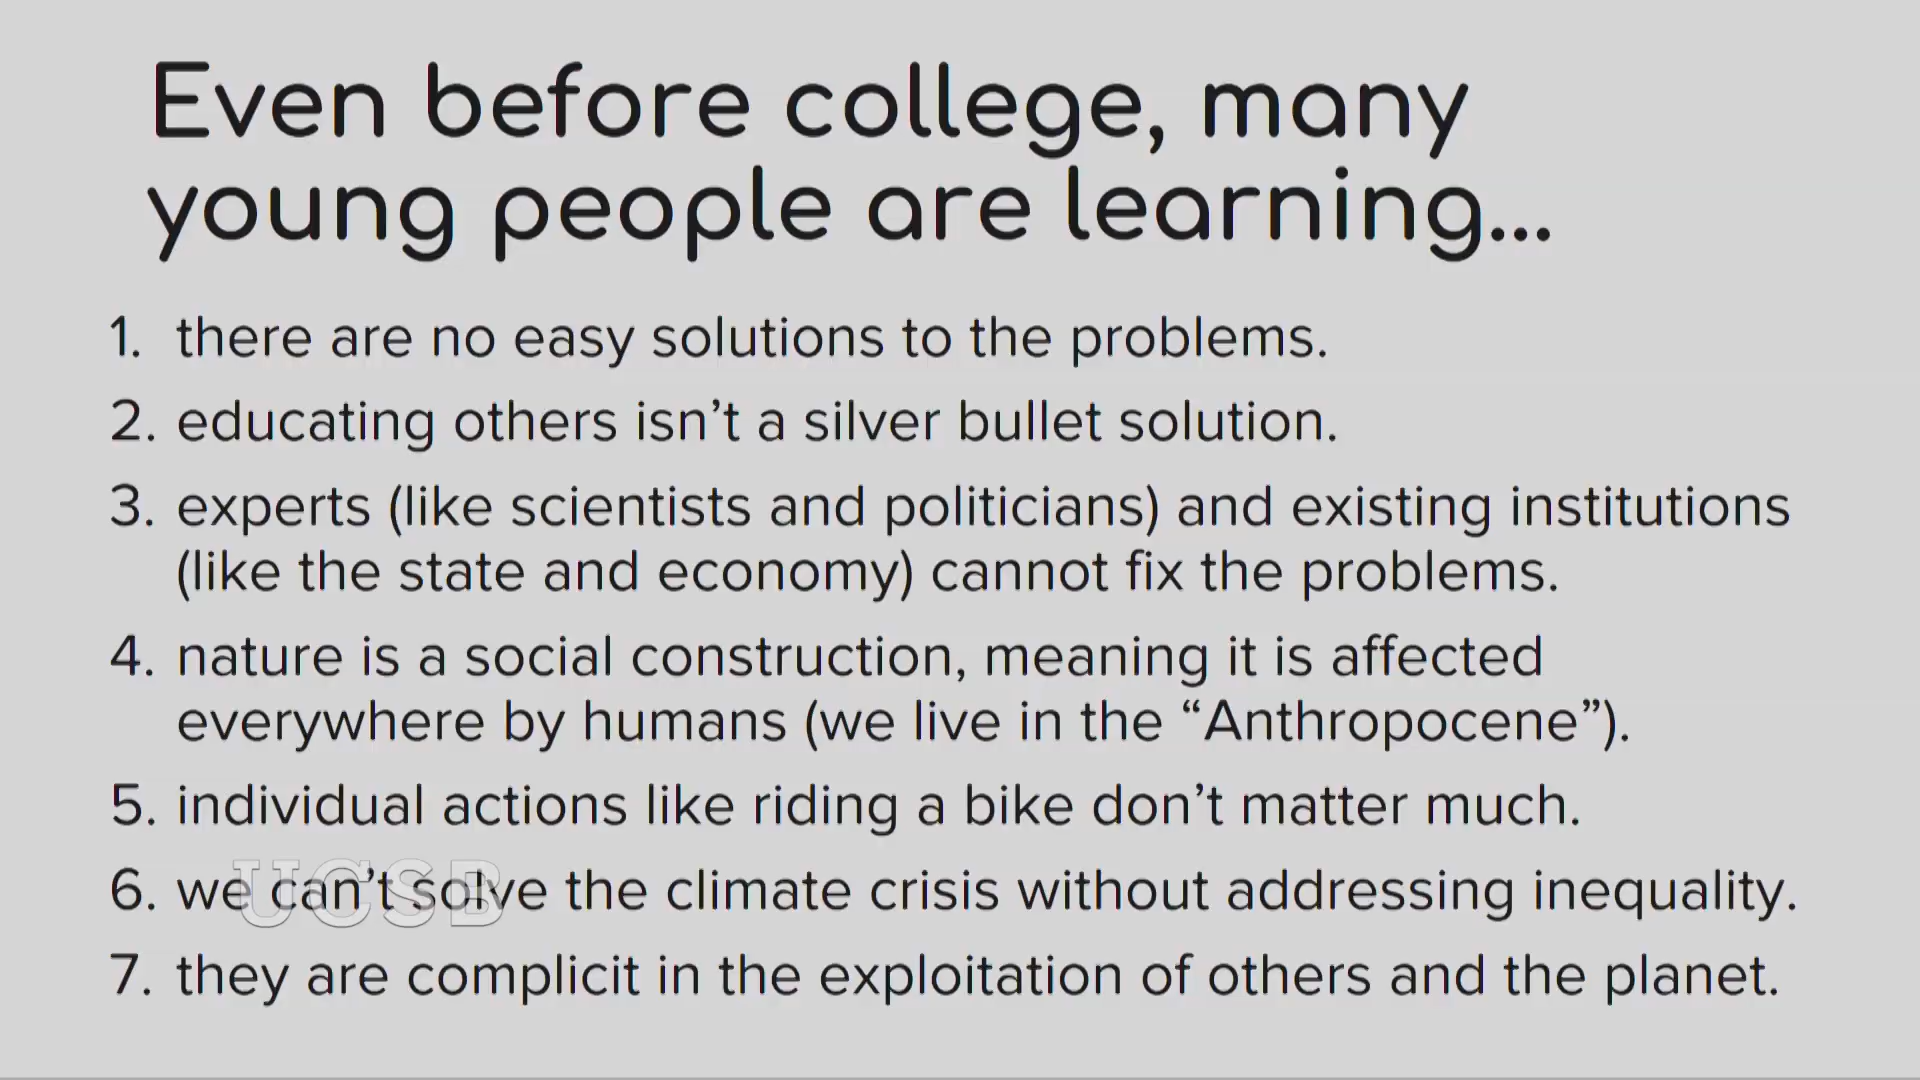 Even before college, many
young people are learning...
1. there are no easy solutions to the problems.
2. educating others isn’t a silver bullet solution.
3. experts (like scientists and politicians) and existing institutions
(like the state and economy) cannot fix the problems.
4. nature is a social construction, meaning it is affected
everywhere by humans (we live in the “Anthropocene”).
5. individual actions like riding a bike don’t matter much.
6. we can’t solve the climate crisis without addressing inequality.
UCSB
7. they are complicit in the exploitation of others and the planet.